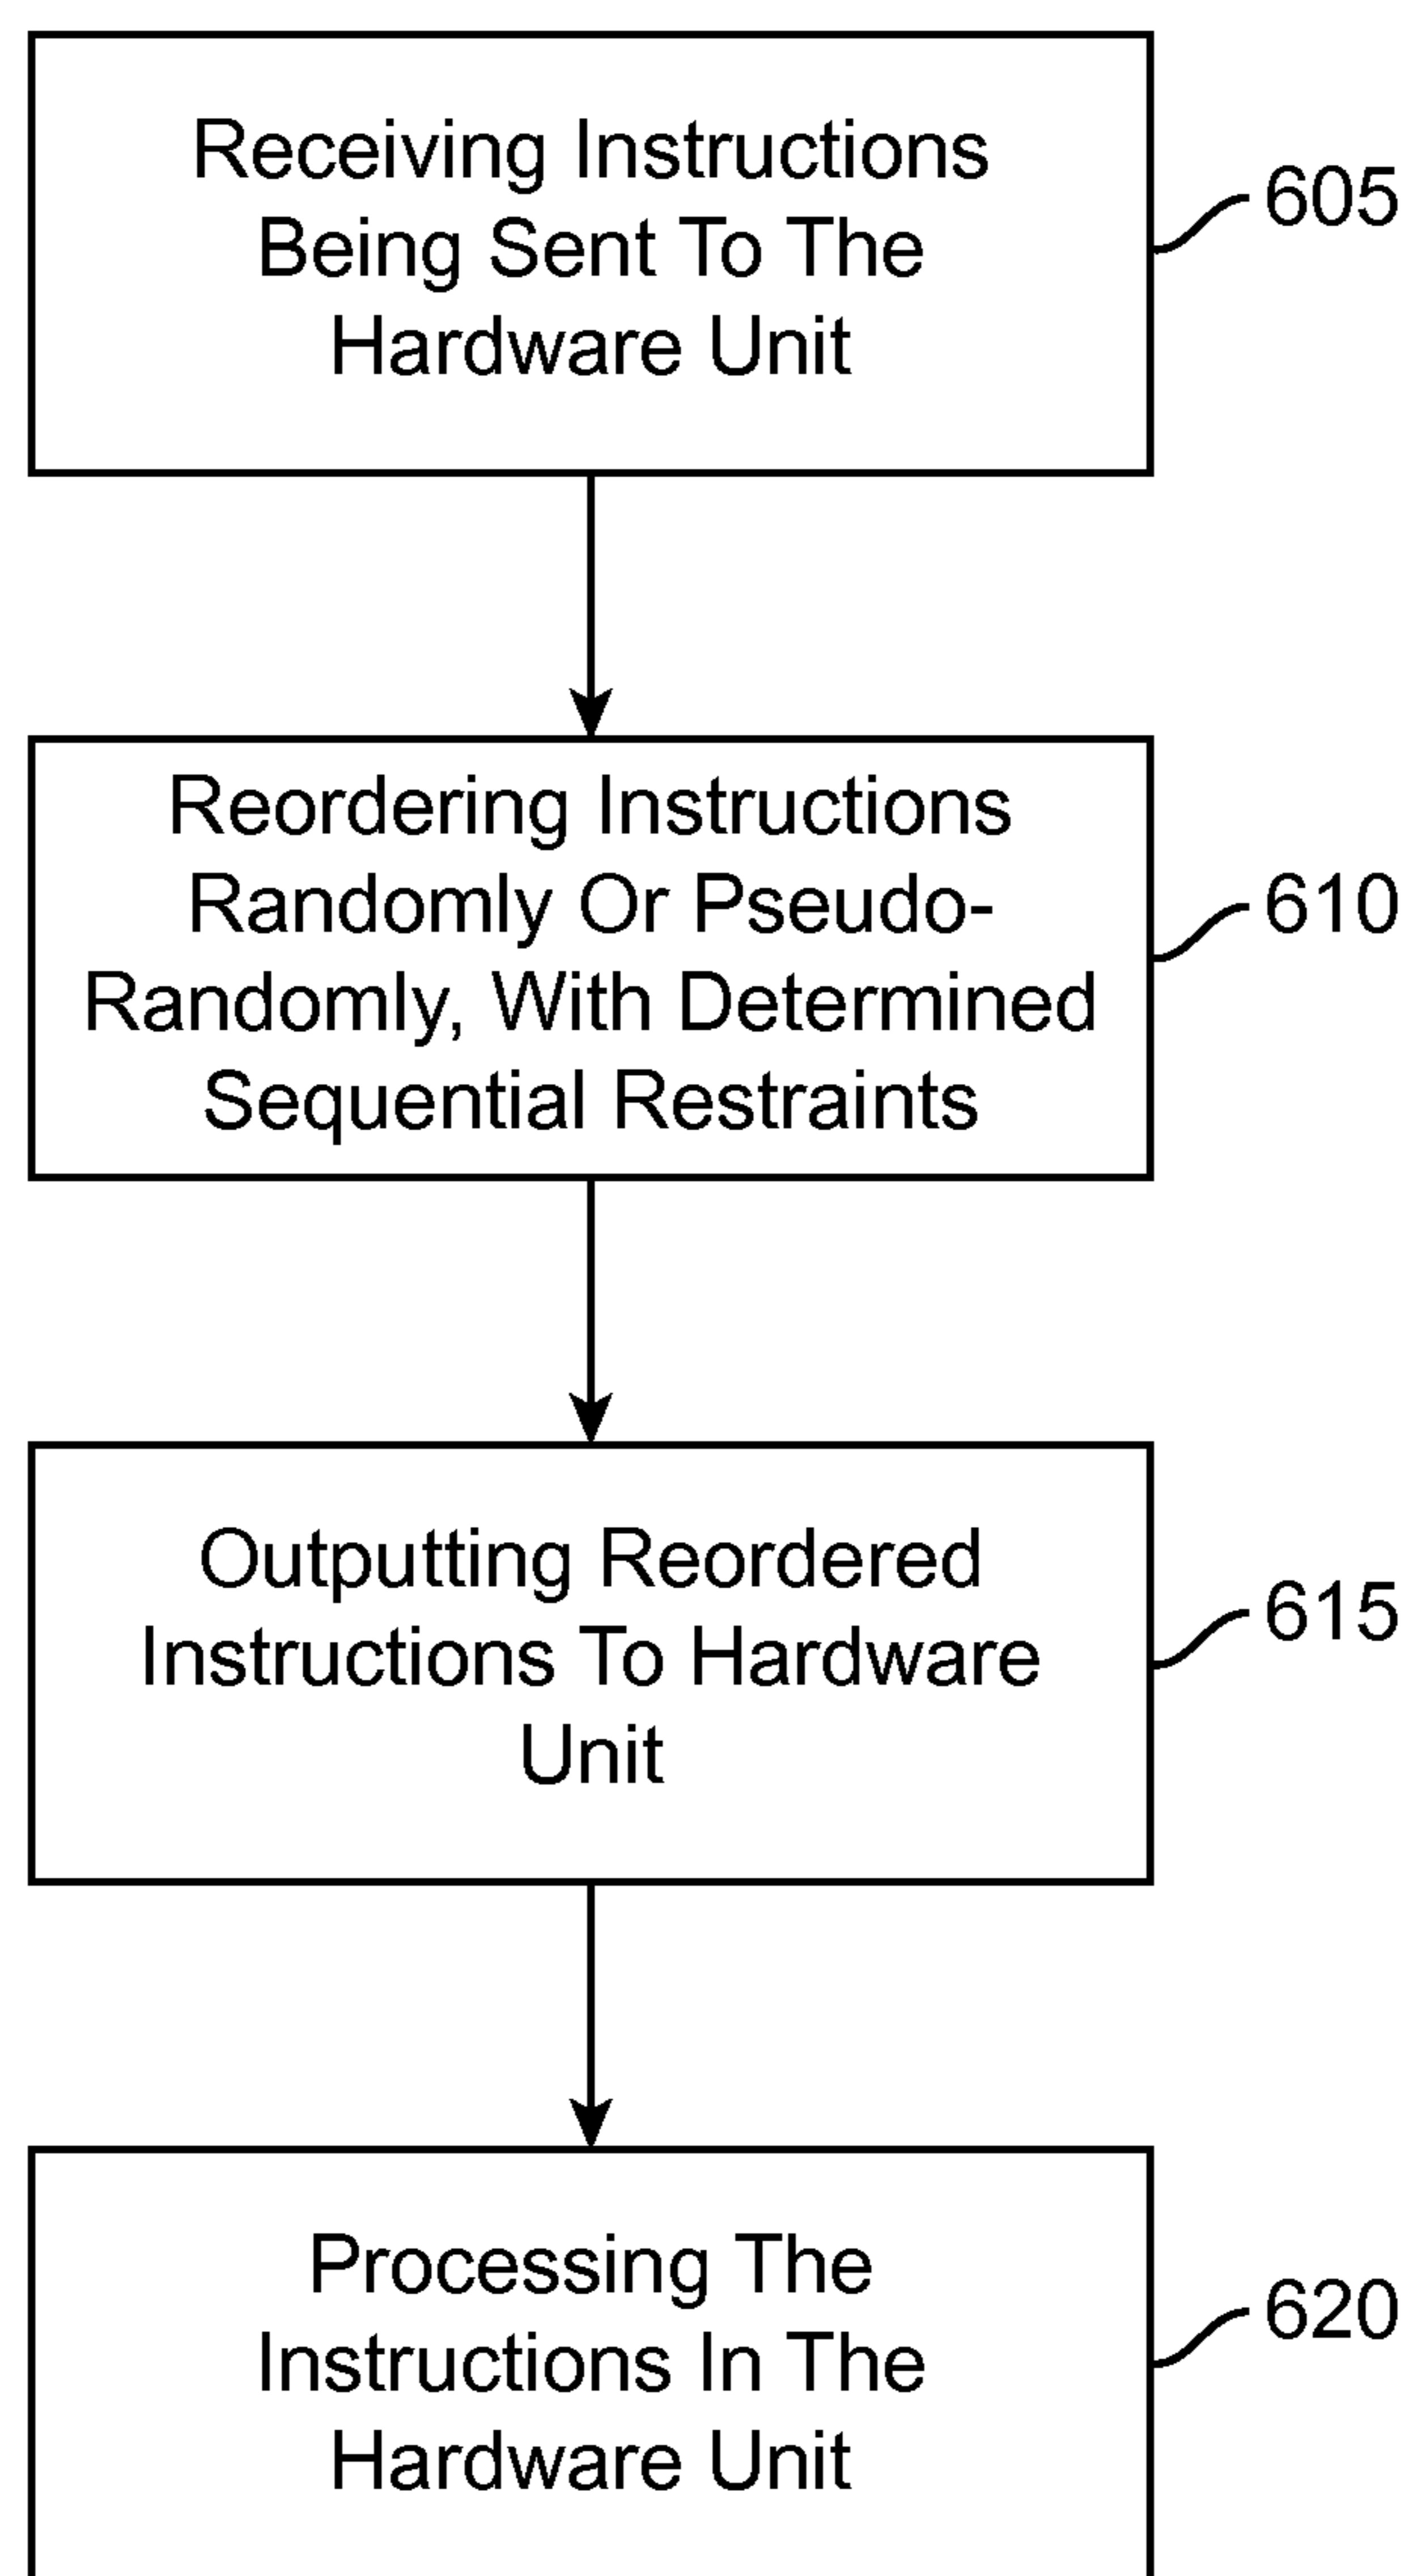 Receiving Instructions
Being Sent To The
Hardware Unit
605
Reordering Instructions
Randomly Or Pseudo-
Randomly, With Determined
Sequential Restraints
610
Outputting Reordered
Instructions To Hardware
Unit
615
Processing The
Instructions In The
Hardware Unit
620